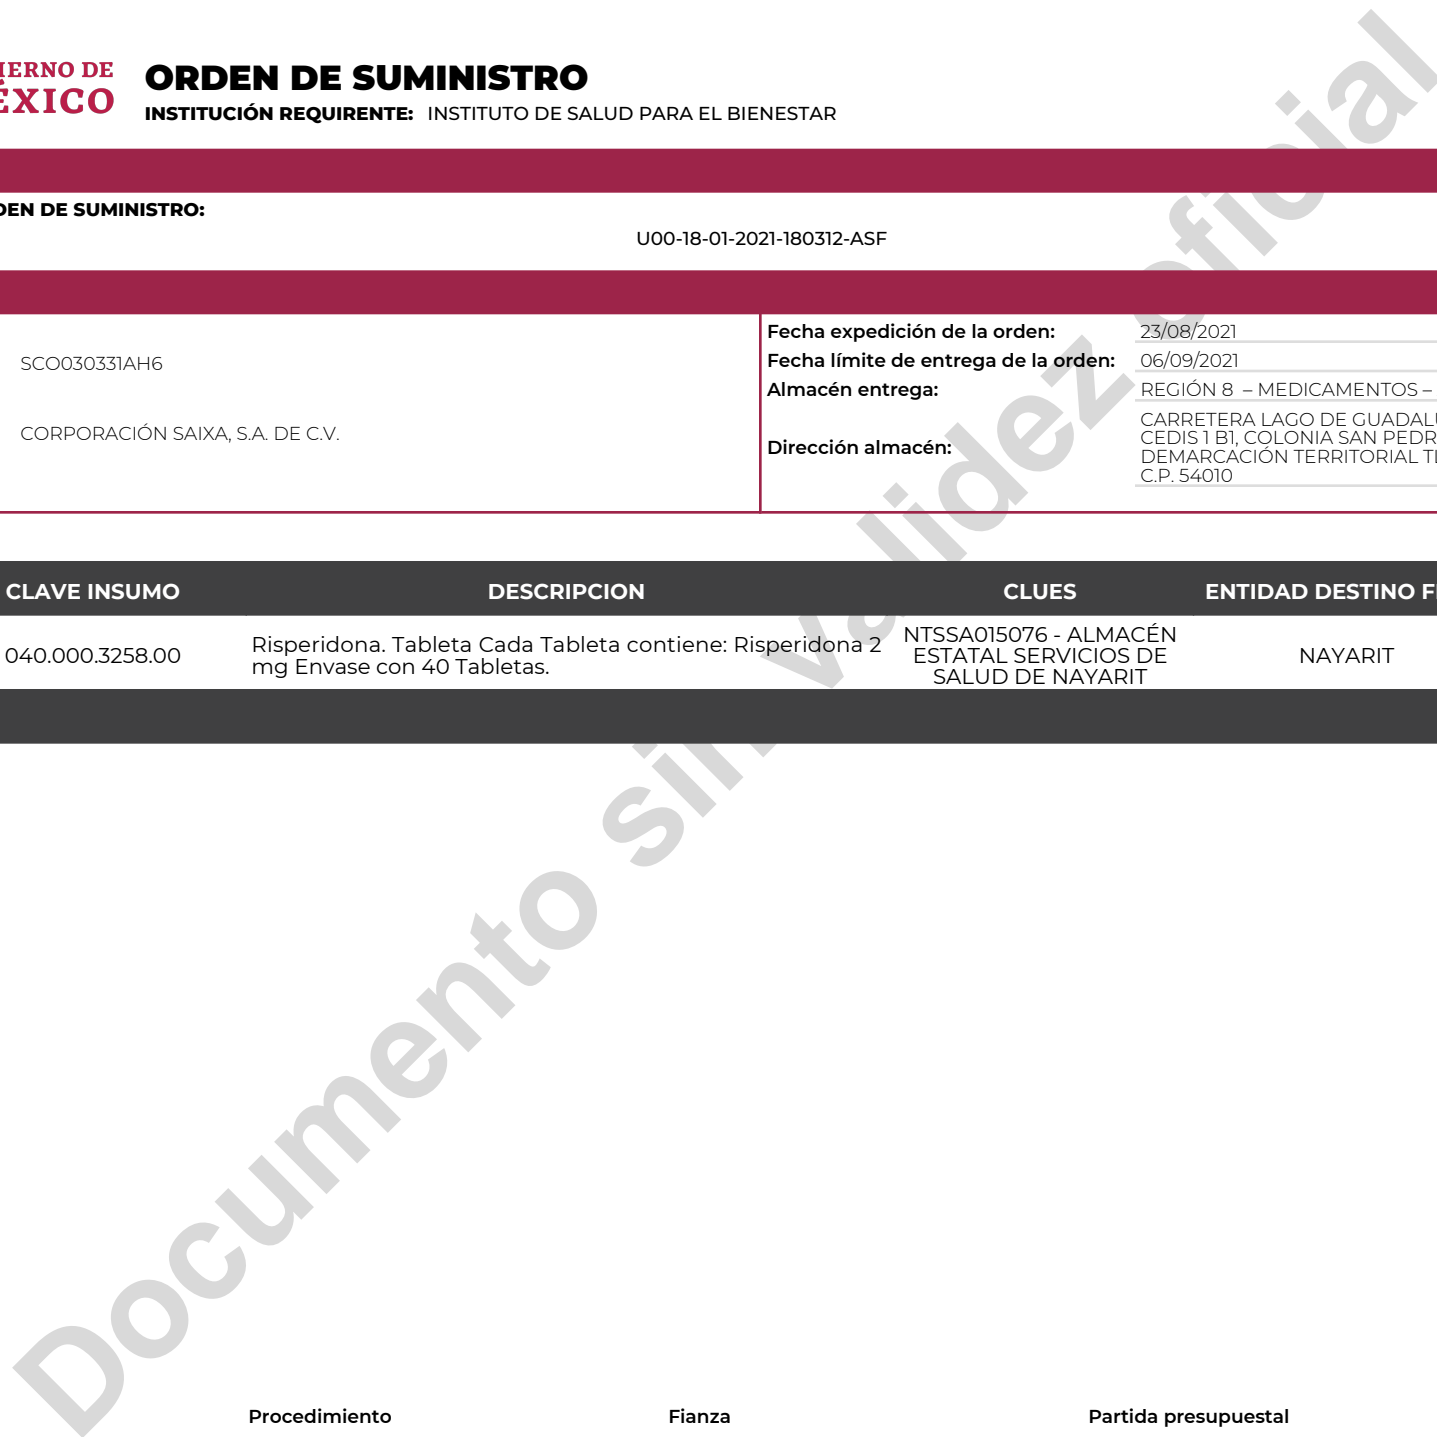 IERNO DE
ÉXICO
ORDEN DE SUMINISTRO
INSTITUCIÓN REQUIRENTE: INSTITUTO DE SALUD PARA EL BIENESTAR
DEN DE SUMINISTRO:
U00-18-01-2021-180312-ASF
SCO030331AH6
CORPORACIÓN SAIXA, S.A. DE C.V.
Fecha expedición de la orden: 23/08/2021
Fecha límite de entrega de la orden: 06/09/2021
Almacén entrega: REGIÓN 8 – MEDICAMENTOS –
Dirección almacén:
CARRETERA LAGO DE GUADALU
CEDIS 1 B1, COLONIA SAN PEDR
DEMARCACIÓN TERRITORIAL TL
C.P. 54010
CLAVE INSUMO DESCRIPCION CLUES ENTIDAD DESTINO FI
040.000.3258.00
Risperidona. Tableta Cada Tableta contiene: Risperidona 2
mg Envase con 40 Tabletas.
NTSSA015076 - ALMACÉN
ESTATAL SERVICIOS DE
SALUD DE NAYARIT
NAYARIT
Documento sin validez oficial
Procedimiento Fianza Partida presupuestal